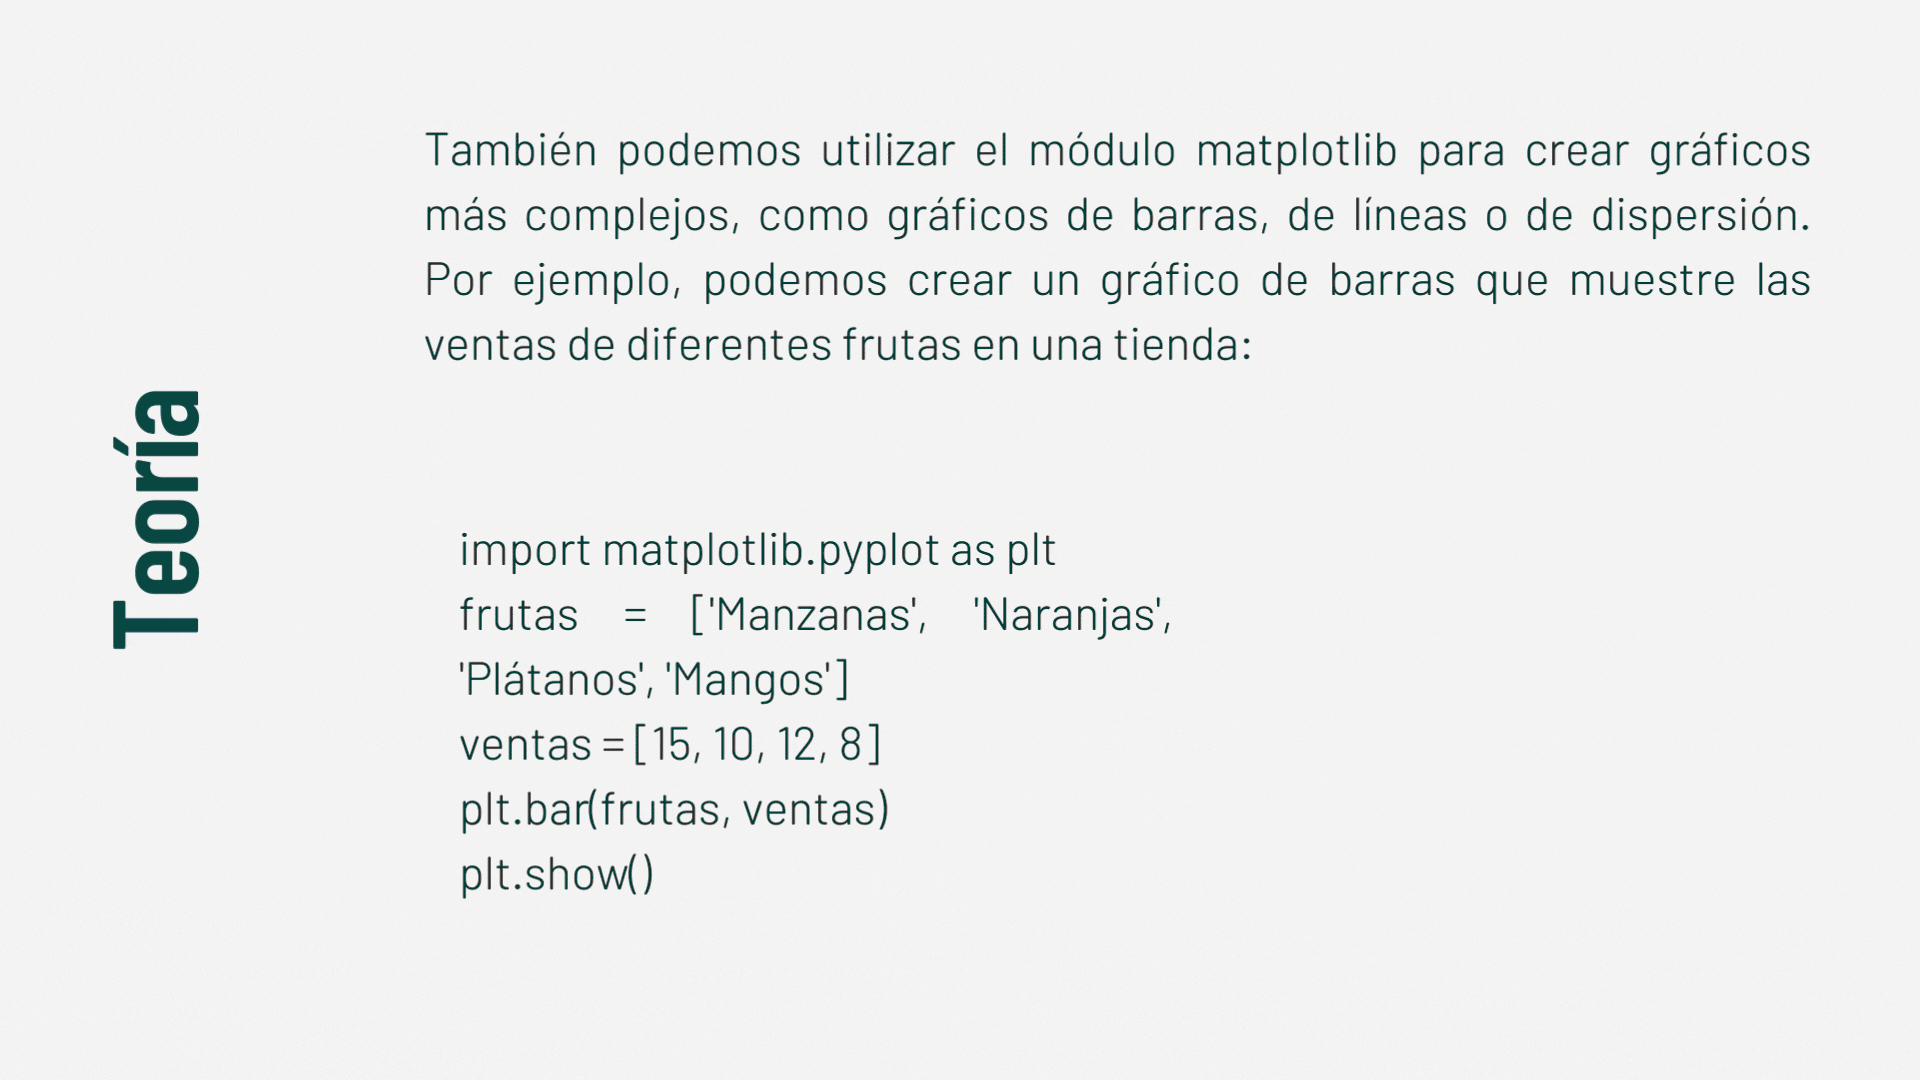 Teoría
También podemos utilizar el módulo matplotlib para crear gráficos
más complejos, como gráficos de barras, de líneas o de dispersión.
Por ejemplo, podemos crear un gráfico de barras que muestre las
ventas de diferentes frutas en una tienda:
import matplotlib.pyplot as plt
frutas = ['Manzanas', 'Naranjas',
'Plátanos', 'Mangos']
ventas = [15, 10, 12, 8]
plt.bar(frutas, ventas)
plt.show()